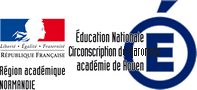 Liberté • Égalité • Fraternité
RÉPUBLIQUE FRANÇAISE
Région académique
NORMANDIE
Éducation Nationale
Circonscription de
académie de Rouen
É